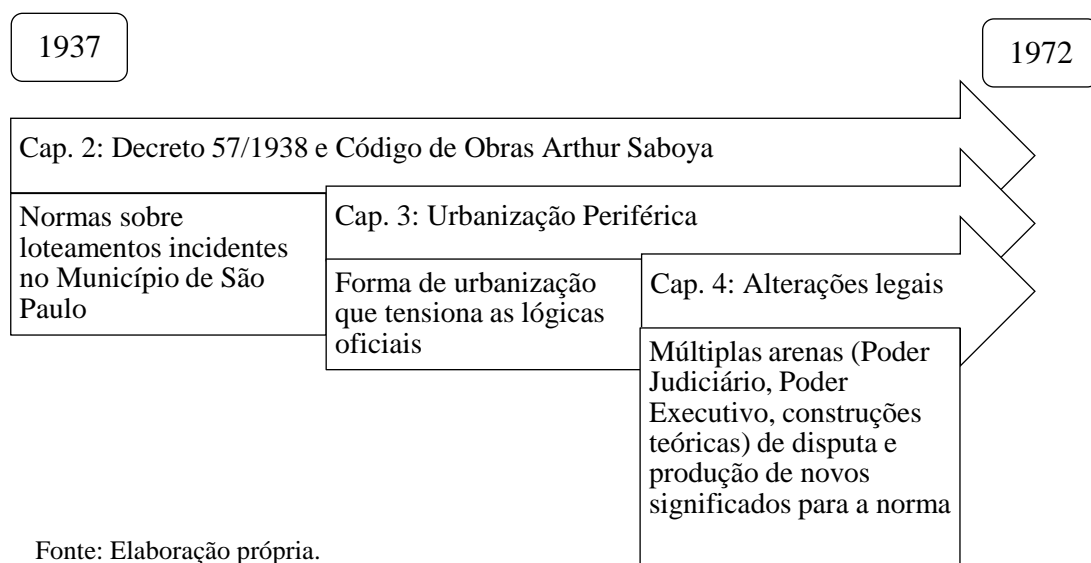 1937
1972
Cap. 2: Decreto 57/1938 e Código de Obras Arthur Saboya
Normas sobre
loteamentos incidentes
no Município de São
Paulo
Cap. 3: Urbanização Periférica
Forma de urbanização
que tensiona as lógicas
oficiais
Cap. 4: Alterações legais
Múltiplas arenas (Poder
Judiciário, Poder
Executivo, construções
teóricas) de disputa e
produção de novos
significados para a norma
Fonte: Elaboração própria.